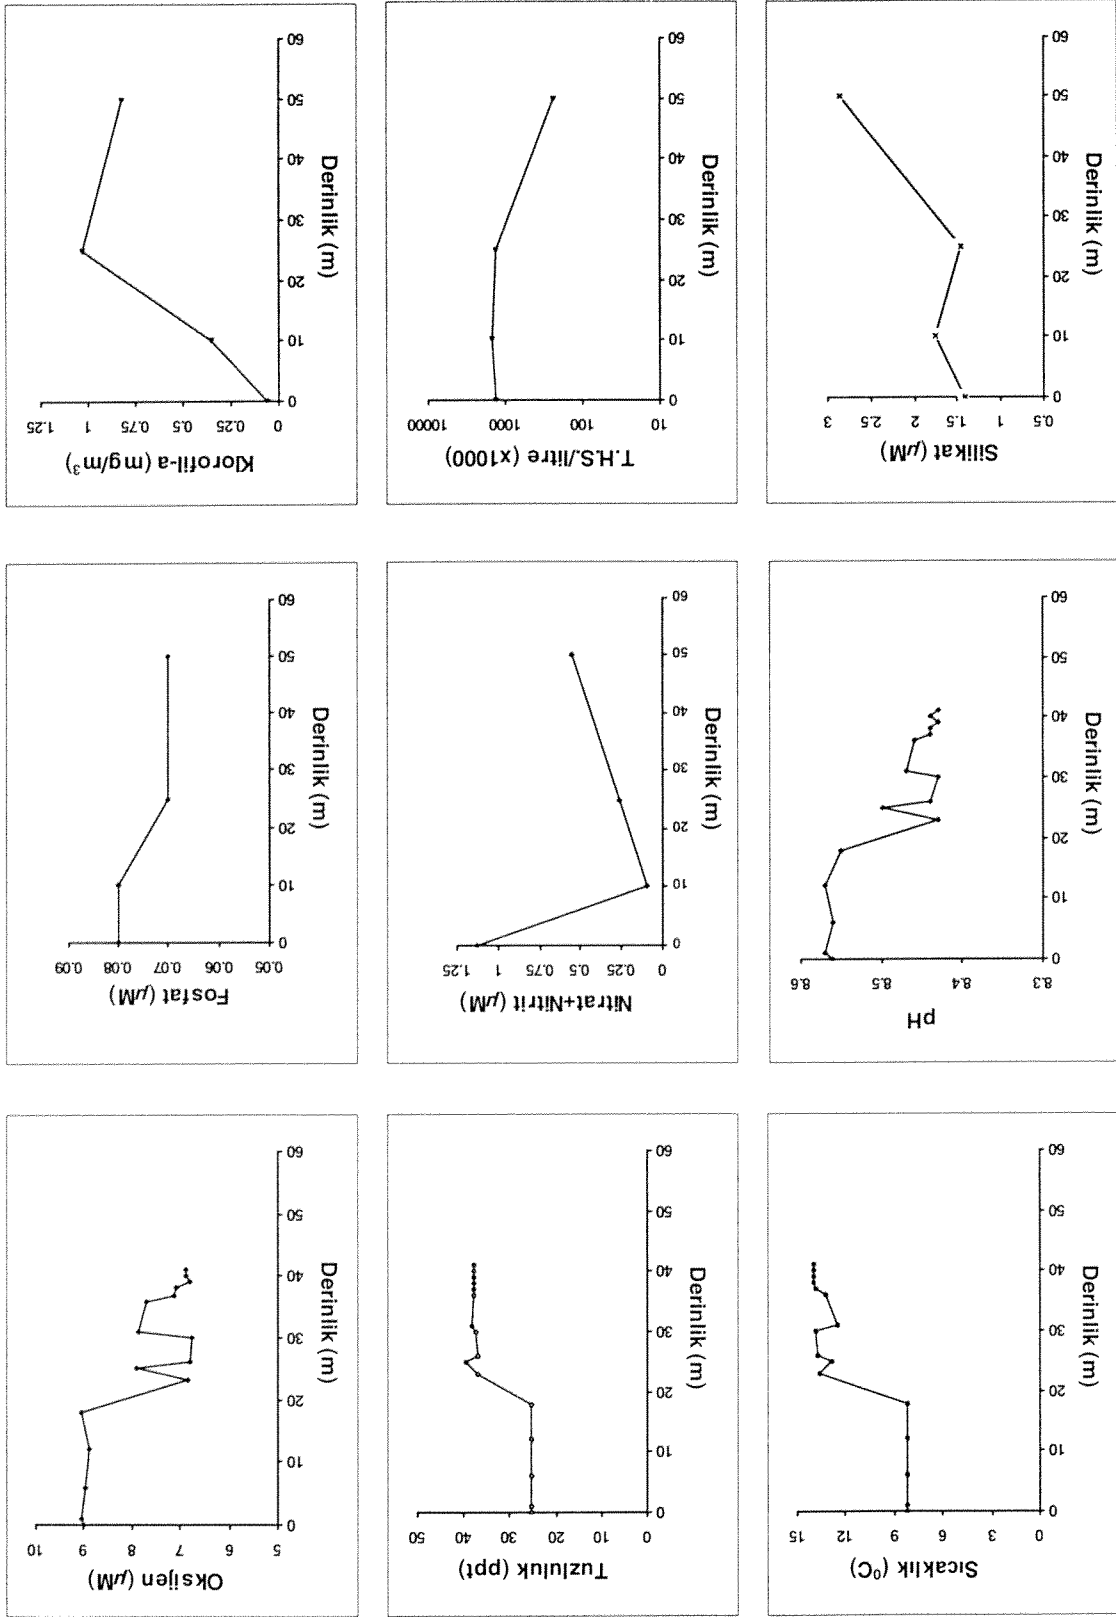 Sıcaklık (⁰C)
0 3 6 9 12 15
0
10
20
30
40
50
60
Derinlik (m)
Tuzluluk (ppt)
0 10 20 30 40 50
0
10
20
30
40
50
60
Derinlik (m)
Oksijen (µM)
5 6 7 8 9 10
0
10
20
30
40
50
60
Derinlik (m)
pH
8.3 8.4 8.5 8.6
0
10
20
30
40
50
60
Derinlik (m)
Nitrat+Nitrit (µM)
0 0.25 0.5 0.75 1 1.25
0
10
20
30
40
50
60
Derinlik (m)
Fosfat (µM)
0.05 0.06 0.07 0.08 0.09
0
10
20
30
40
50
60
Derinlik (m)
Silikat (µM)
0.5 1 1.5 2 2.5 3
0
10
20
30
40
50
60
Derinlik (m)
T.H.S./litre (x1000)
10 100 1000 10000
0
10
20
30
40
50
60
Derinlik (m)
Klorofil-a (mg/m³)
0 0.25 0.5 0.75 1 1.25
0
10
20
30
40
50
60
Derinlik (m)